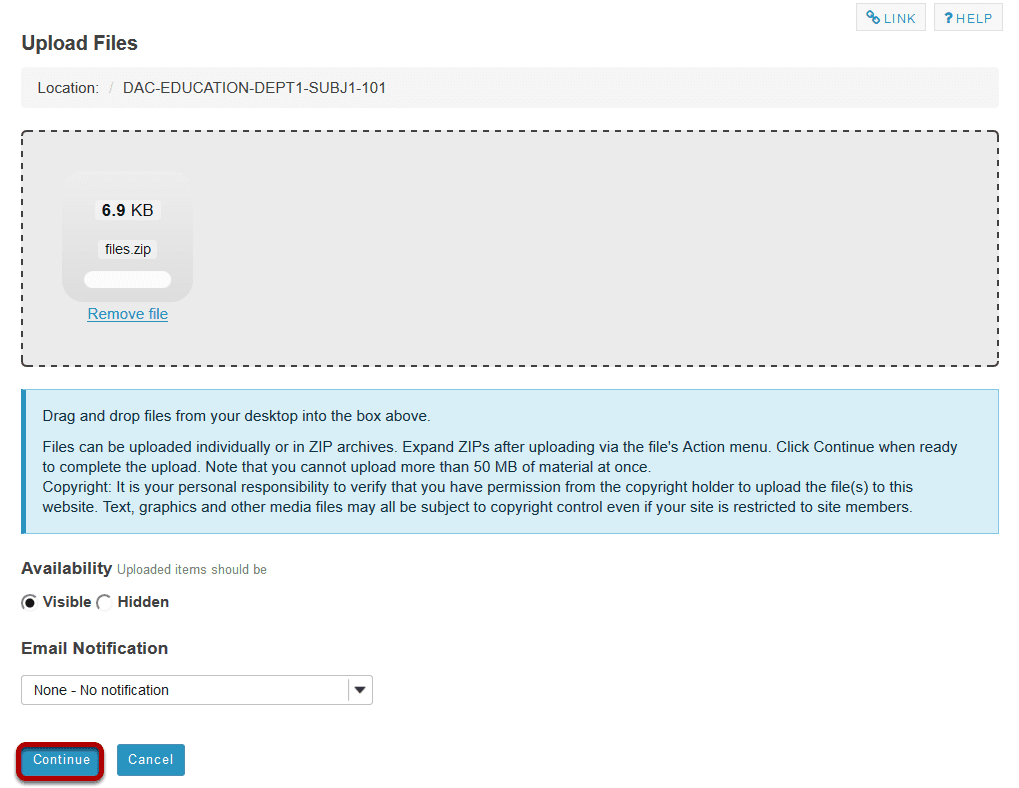 LINK
? HELP
Upload Files
Location: / DAC-EDUCATION-DEPT1-SUBJ1-101
6.9 KB
files.zip
Remove file
Drag and drop files from your desktop into the box above.
Files can be uploaded individually or in ZIP archives. Expand ZIPs after uploading via the file's Action menu. Click Continue when ready
to complete the upload. Note that you cannot upload more than 50 MB of material at once.
Copyright: It is your personal responsibility to verify that you have permission from the copyright holder to upload the file(s) to this
website. Text, graphics and other media files may all be subject to copyright control even if your site is restricted to site members.
Availability Uploaded items should be
Visible Hidden
Email Notification
None - No notification
Continue Cancel